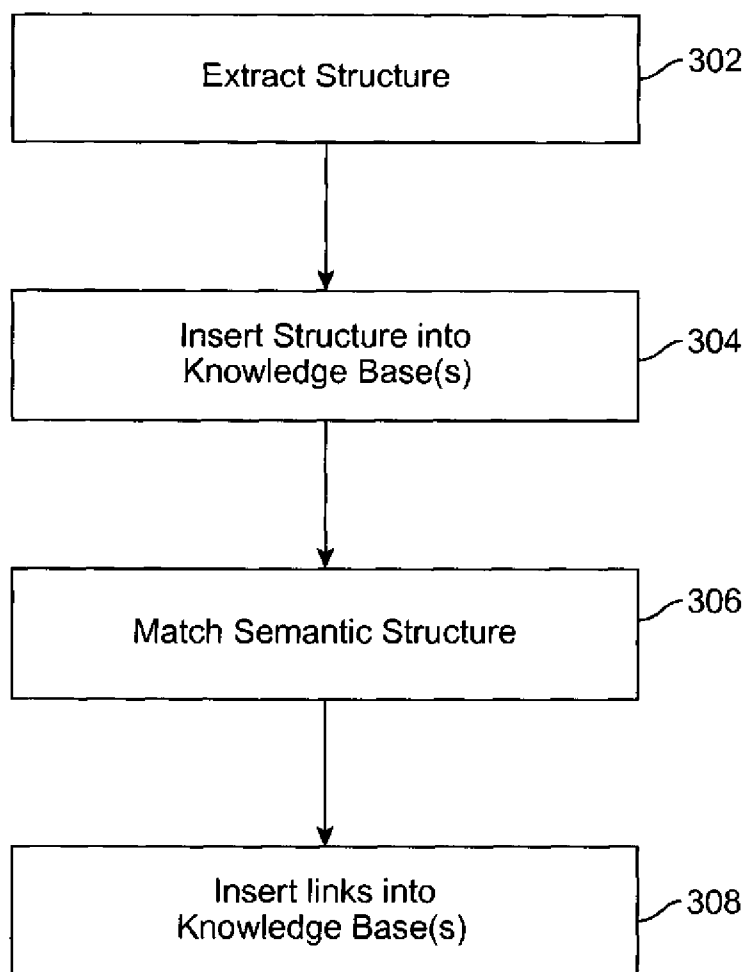 Extract Structure
302
Insert Structure into
Knowledge Base(s)
304
Match Semantic Structure
306
Insert links into
Knowledge Base(s)
308